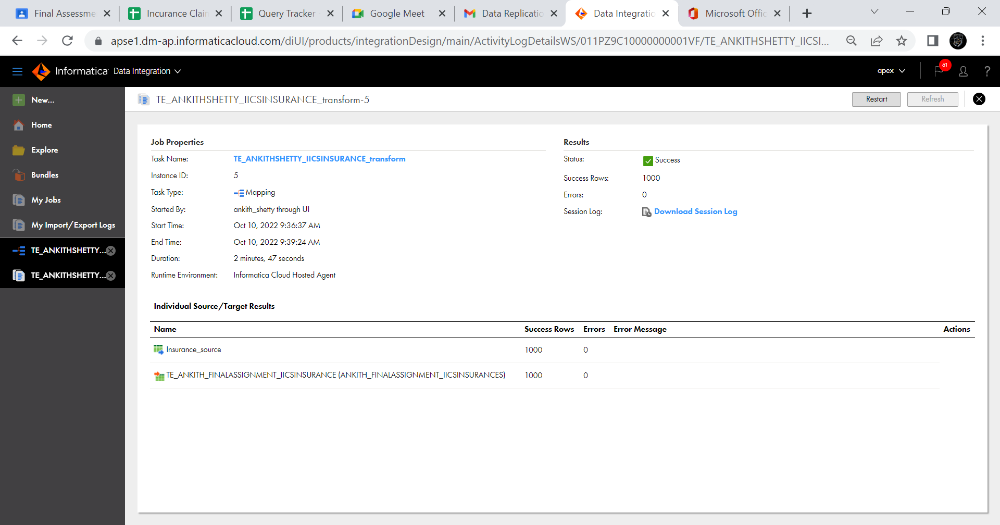 Final Assessme
Incurance Clain
Query Tracker
Google Meet
Data Replicatio
Data Integratio
Microsoft Offic
apse1.dm-ap.informaticacloud.com/diUI/products/integrationDesign/main/ActivityLogDetailsWS/011PZ9C10000000001VF/TE_ANKITHSHETTY_IICSI...
Informatica Data Integration
apex
61
?
New...
Home
Explore
Bundles
My Jobs
My Import/Export Logs
TE_ANKITHSHETTY...
TE_ANKITHSHETTY...
TE_ANKITHSHETTY_IICSINSURANCE_transform-5
Restart
Refresh
Job Properties
Task Name: TE_ANKITHSHETTY_IICSINSURANCE_transform
Instance ID: 5
Task Type: Mapping
Started By: ankith_shetty through UI
Start Time: Oct 10, 2022 9:36:37 AM
End Time: Oct 10, 2022 9:39:24 AM
Duration: 2 minutes, 47 seconds
Runtime Environment: Informatica Cloud Hosted Agent
Results
Status: Success
Success Rows: 1000
Errors: 0
Session Log: Download Session Log
Individual Source/Target Results
Name Success Rows Errors Error Message Actions
Insurance_source 1000 0
TE_ANKITH_FINALASSIGNMENT_IICSINSURANCE (ANKITH_FINALASSIGNMENT_IICSINSURANCES) 1000 0